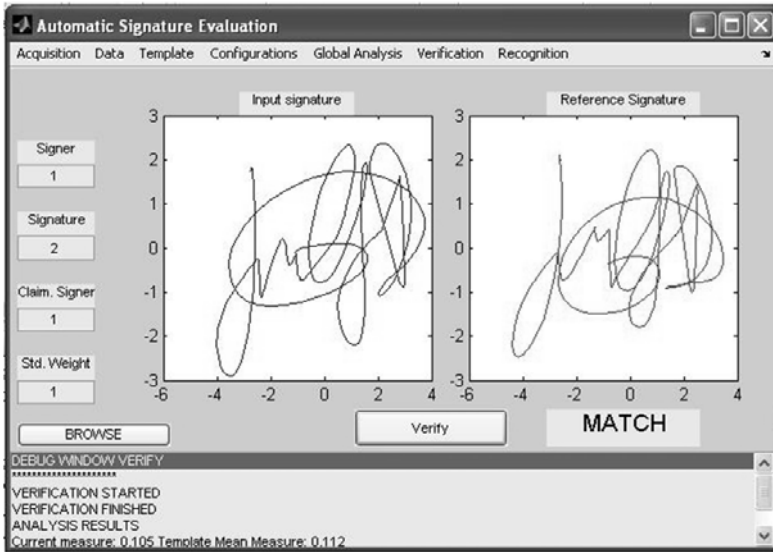 Automatic Signature Evaluation
Acquisition Data Template Configurations Global Analysis Verification Recognition
Input signature Reference Signature
Signer
1
Signature
2
Claim. Signer
1
Std. Weight
1
3
2
1
0
-1
-2
-3
-6 -4 -2 0 2 4
3
2
1
0
-1
-2
-3
-6 -4 -2 0 2 4
BROWSE
Verify
MATCH
DEBUG WINDOW VERIFY
*********************
VERIFICATION STARTED
VERIFICATION FINISHED
ANALYSIS RESULTS
Current measure: 0.105 Template Mean Measure: 0.112